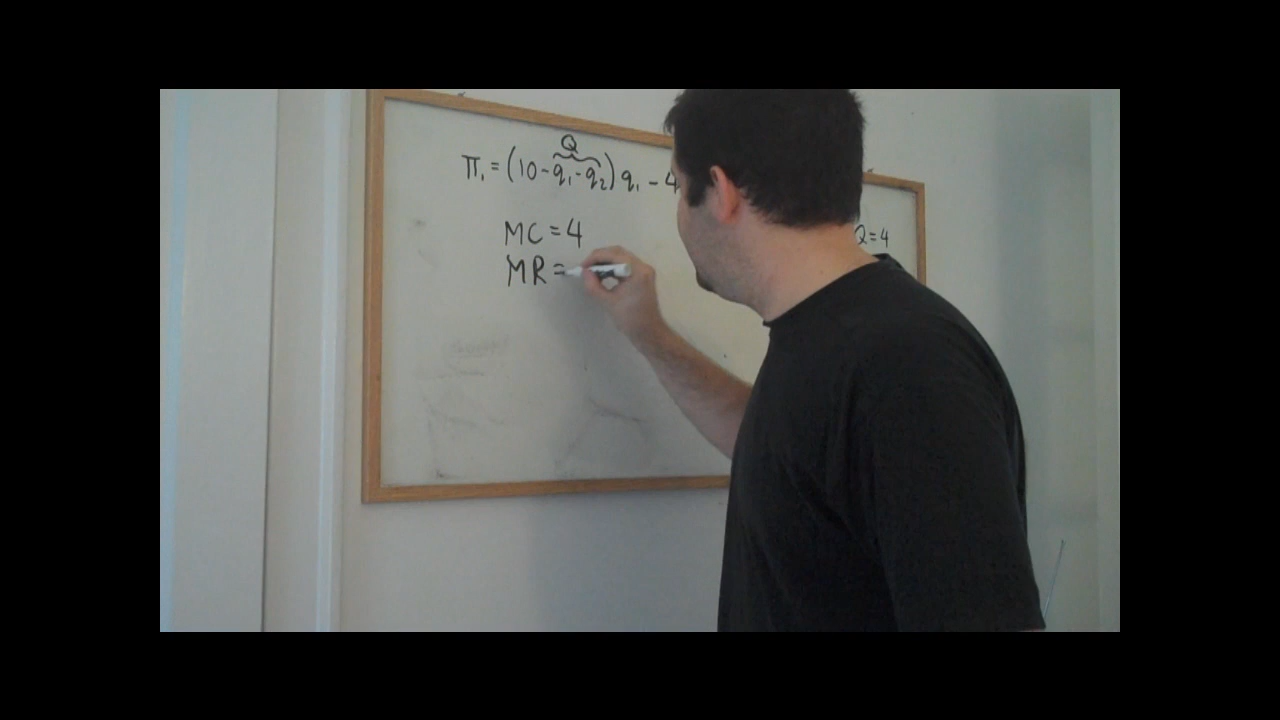 Q
π₁ = (10 - q₁ - q₂) q₁ - 4
MC = 4
MR =
Q=4